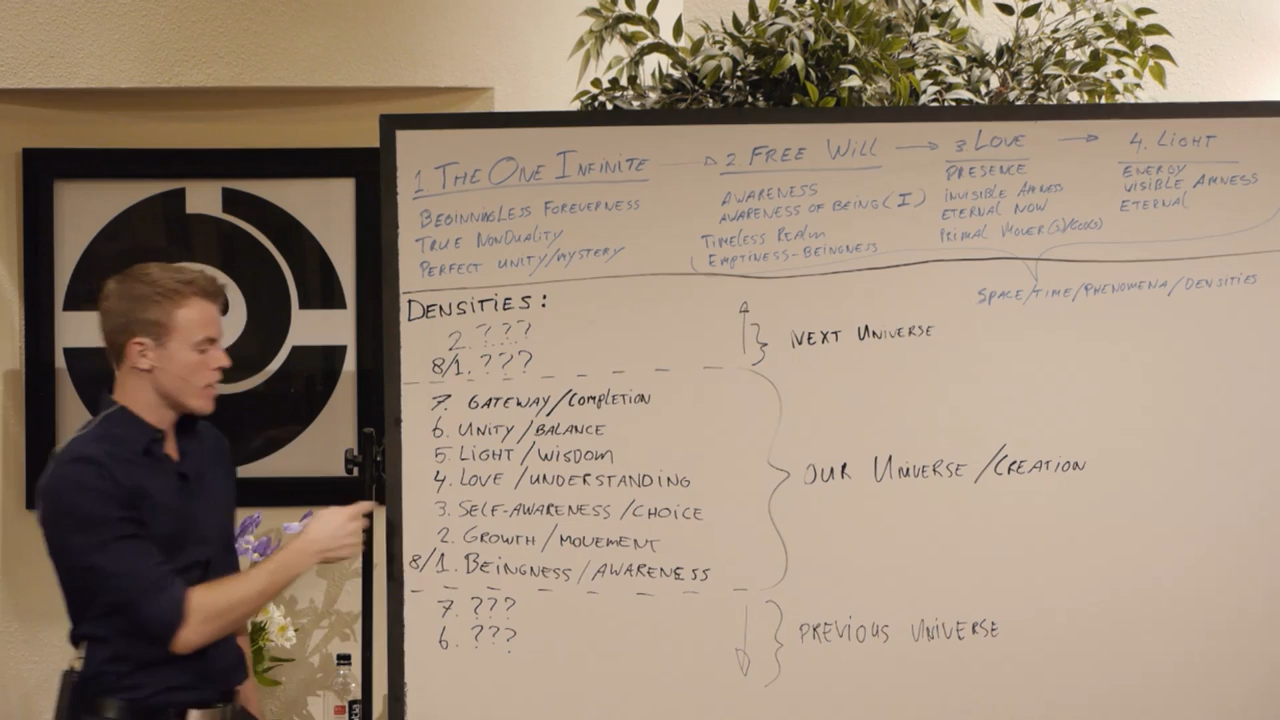 1. THE ONE INFINITE → 2 FREE WILL → 3 LOVE → 4. LIGHT
BEGINNINGLESS FOREVERNESS
TRUE NONDUALITY
PERFECT UNITY/MYSTERY
AWARENESS
AWARENESS OF BEING (I)
TIMELESS REALM
EMPTINESS-BEINGNESS
PRESENCE
INVISIBLE AMNESS
ETERNAL NOW
PRIMAL MOVER(S)/GOD(S)
ENERGY
VISIBLE AMNESS
ETERNAL
SPACE/TIME/PHENOMENA/DENSITIES
DENSITIES:
2. ???
8/1. ???
NEXT UNIVERSE
7. GATEWAY/COMPLETION
6. UNITY/BALANCE
5. LIGHT/WISDOM
4. LOVE/UNDERSTANDING
3. SELF-AWARENESS/CHOICE
2. GROWTH/MOVEMENT
8/1. BEINGNESS/AWARENESS
OUR UNIVERSE/CREATION
7. ???
6. ???
PREVIOUS UNIVERSE